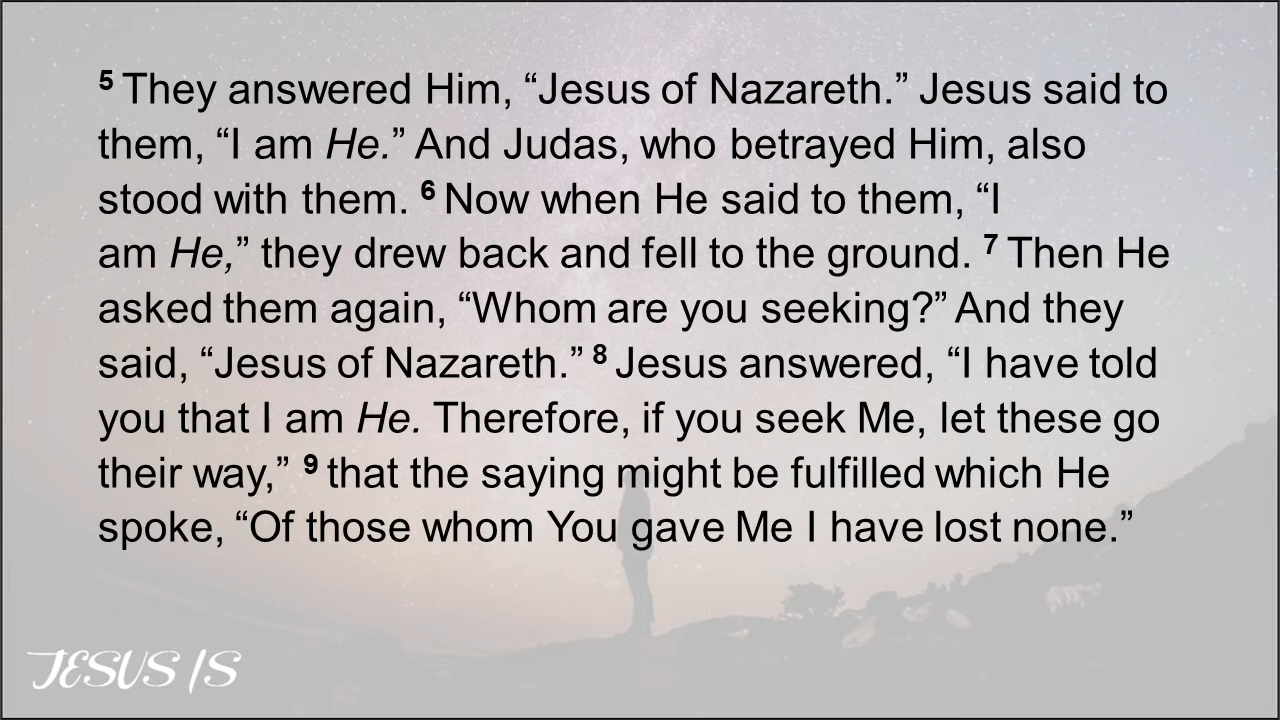 5 They answered Him, “Jesus of Nazareth.” Jesus said to
them, “I am He.” And Judas, who betrayed Him, also
stood with them. 6 Now when He said to them, “I
am He,” they drew back and fell to the ground. 7 Then He
asked them again, “Whom are you seeking?” And they
said, “Jesus of Nazareth.” 8 Jesus answered, “I have told
you that I am He. Therefore, if you seek Me, let these go
their way,” 9 that the saying might be fulfilled which He
spoke, “Of those whom You gave Me I have lost none.”
JESUS IS